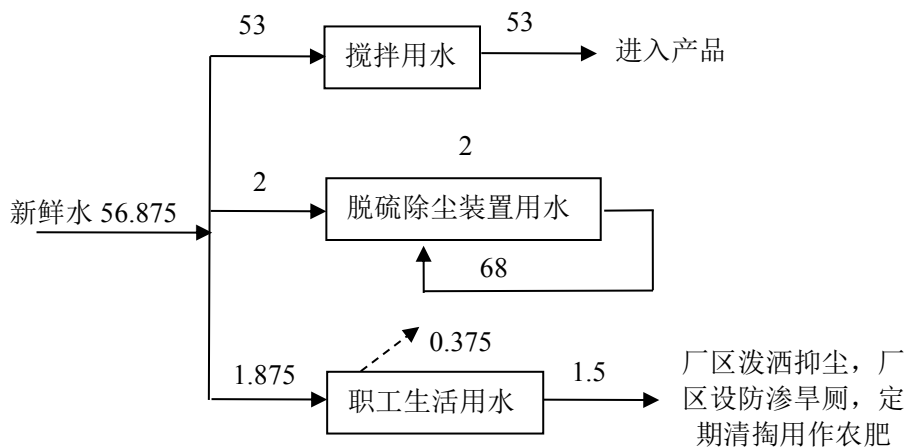 53
搅拌用水
53
进入产品
2
新鲜水 56.875
2
脱硫除尘装置用水
68
0.375
1.875
职工生活用水
1.5
厂区泼洒抑尘，厂
区设防渗旱厕，定
期清掏用作农肥